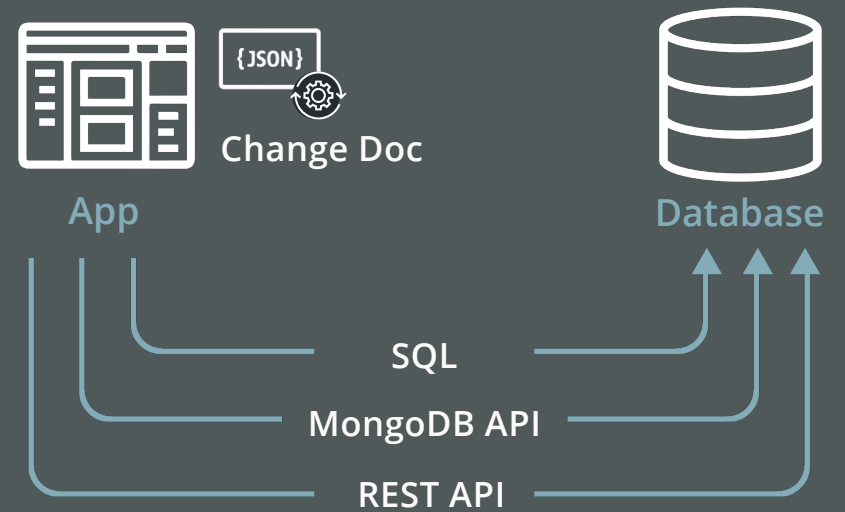 {JSON}
Change Doc
App
Database
SQL
MongoDB API
REST API